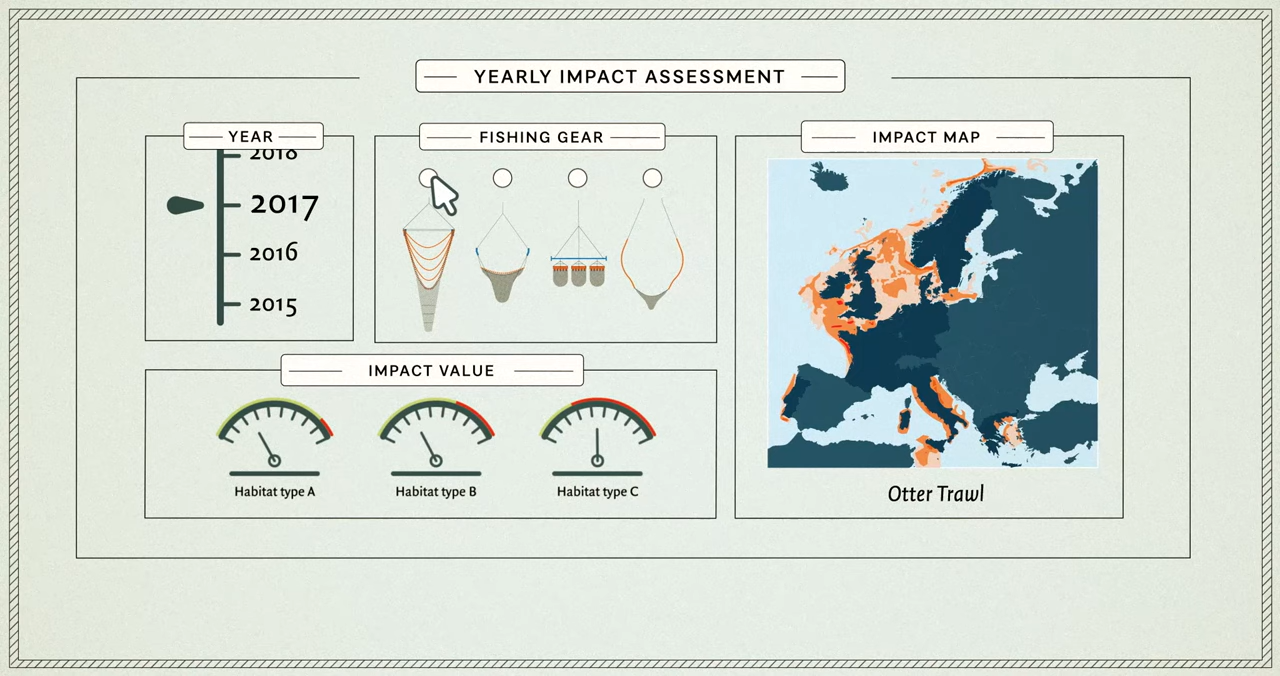 YEARLY IMPACT ASSESSMENT
YEAR
FISHING GEAR
IMPACT MAP
2018
2017
2016
2015
IMPACT VALUE
Habitat type A
Habitat type B
Habitat type C
Otter Trawl